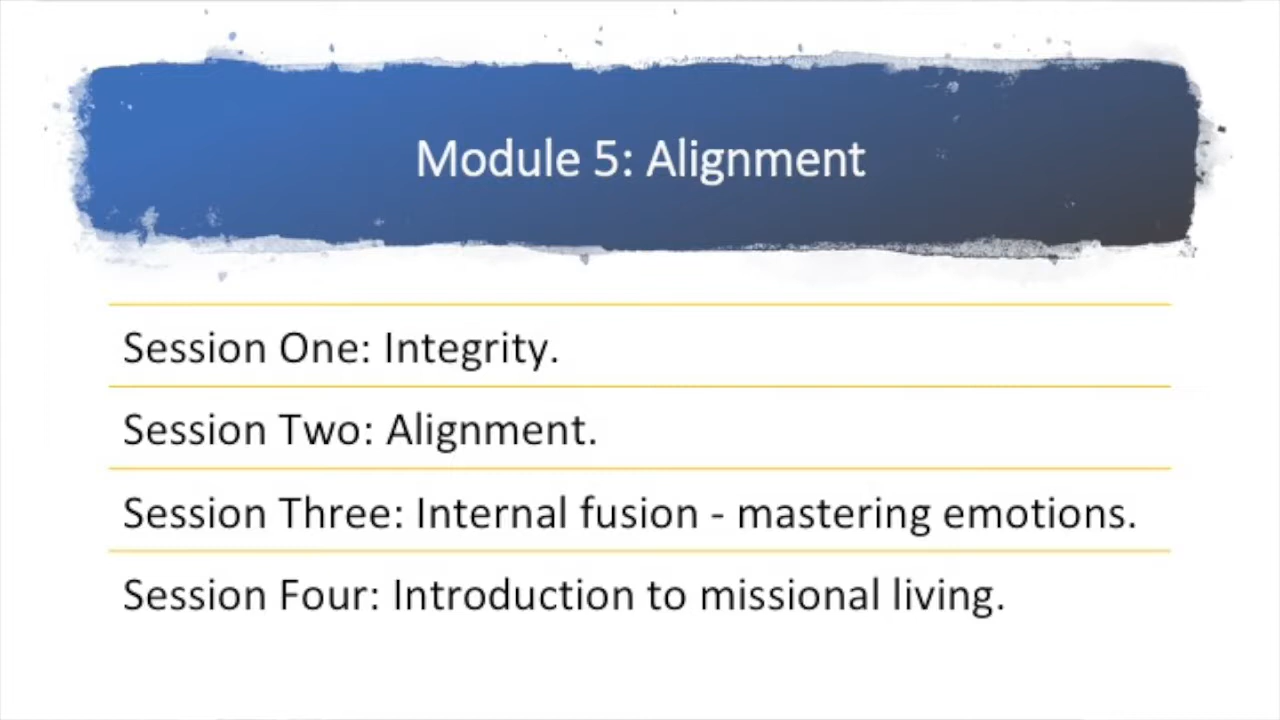 Module 5: Alignment
Session One: Integrity.
Session Two: Alignment.
Session Three: Internal fusion - mastering emotions.
Session Four: Introduction to missional living.